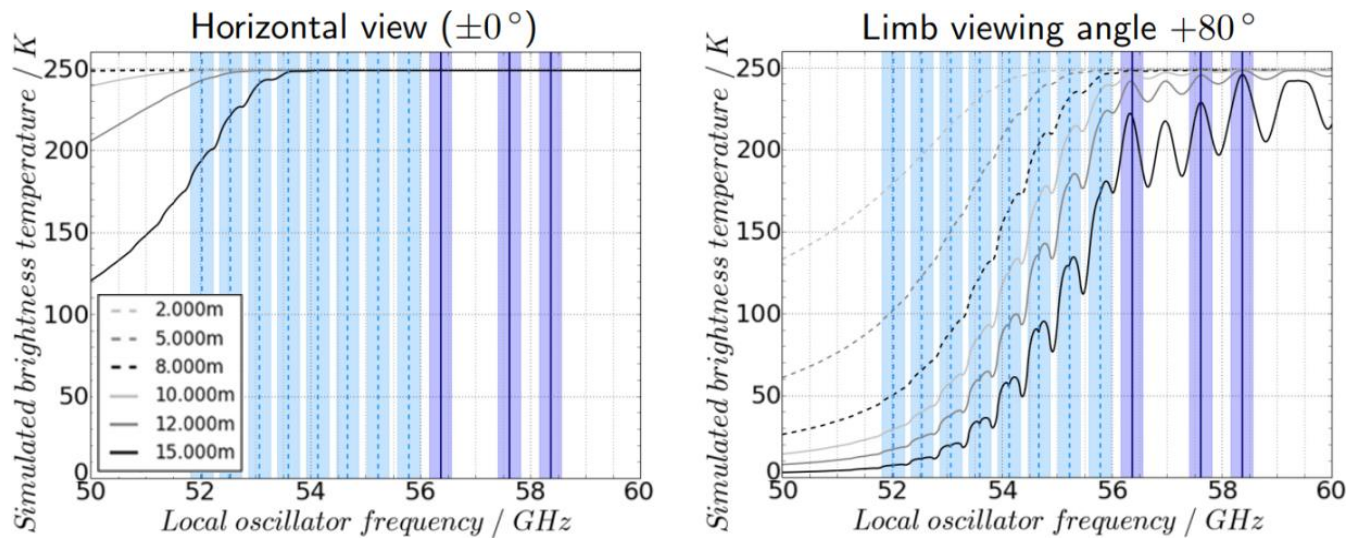 Horizontal view (±0°)
Simulated brightness temperature / K
250
200
150
100
50
0
2.000m
5.000m
8.000m
10.000m
12.000m
15.000m
50 52 54 56 58 60
Local oscillator frequency / GHz
Limb viewing angle +80°
Simulated brightness temperature / K
250
200
150
100
50
0
50 52 54 56 58 60
Local oscillator frequency / GHz